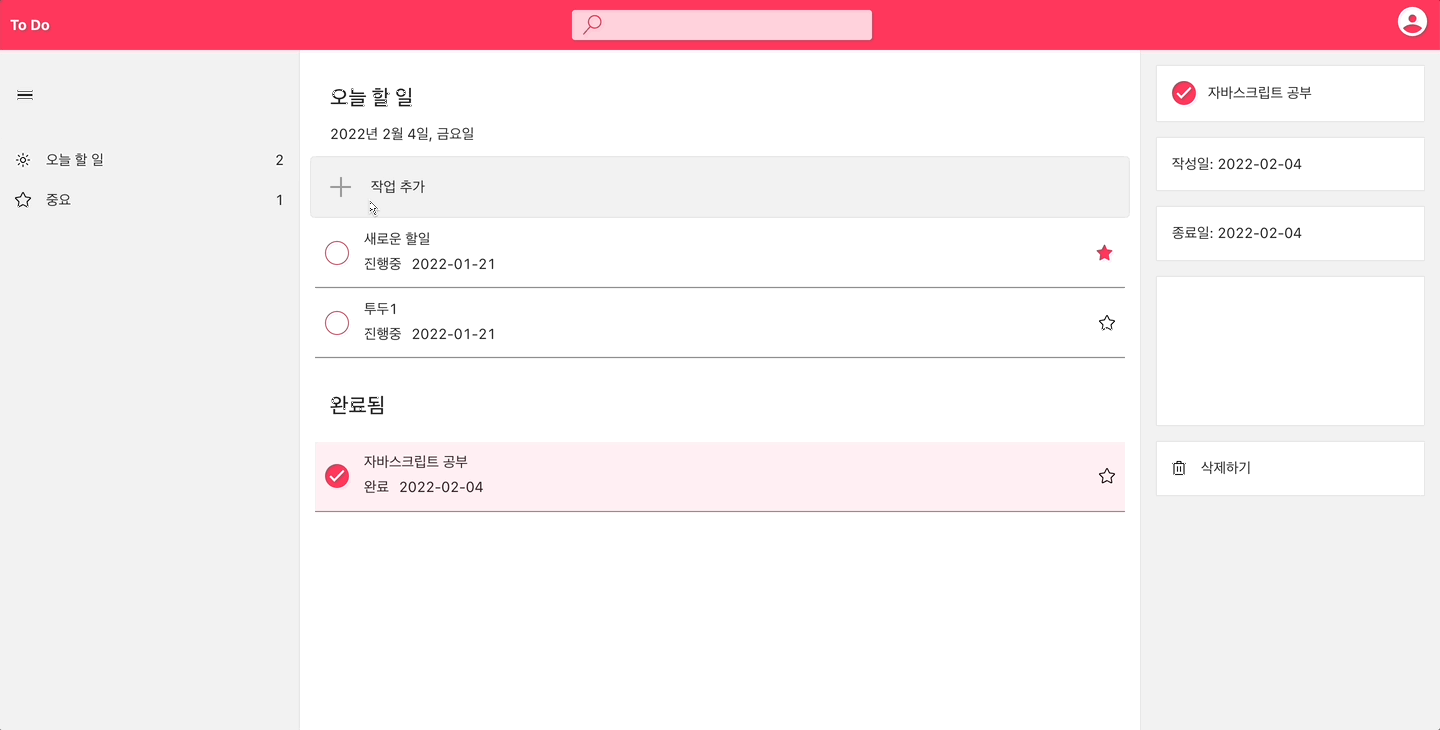 To Do
오늘 할 일 2
중요 1
오늘 할 일
2022년 2월 4일, 금요일
작업 추가
새로운 할일
진행중 2022-01-21
투두1
진행중 2022-01-21
완료됨
자바스크립트 공부
완료 2022-02-04
자바스크립트 공부
작성일: 2022-02-04
종료일: 2022-02-04
삭제하기